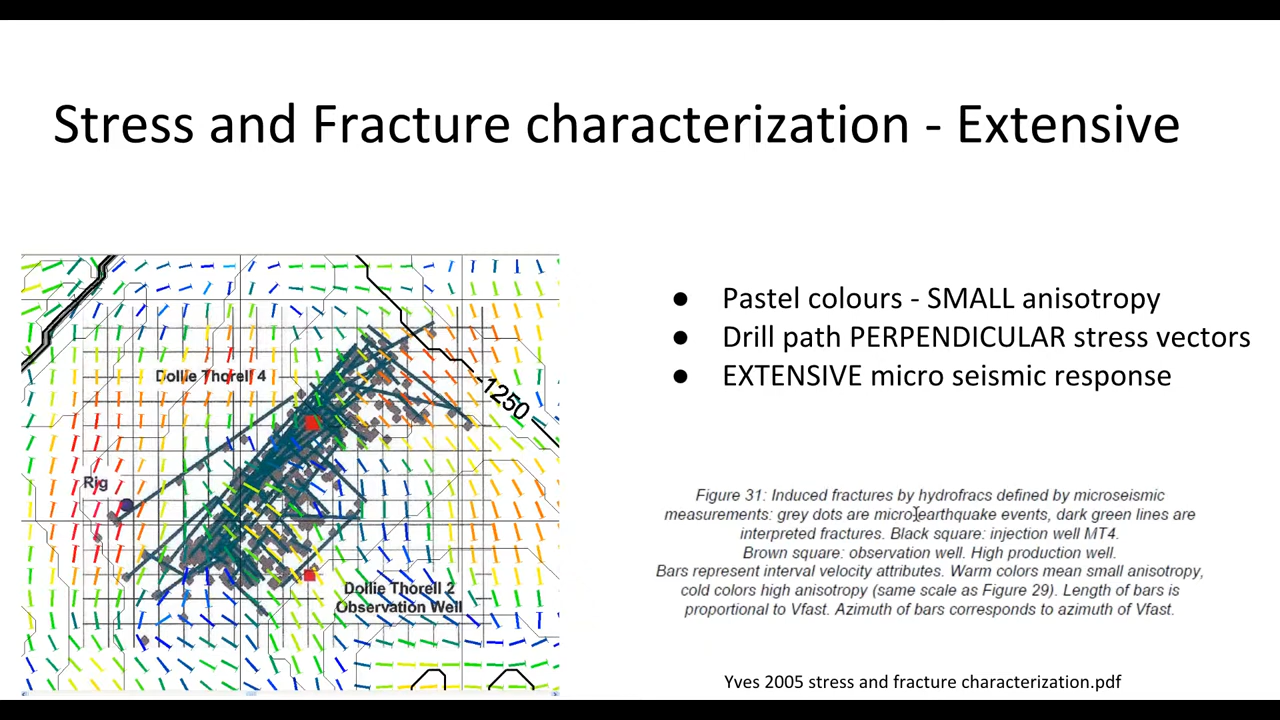 Stress and Fracture characterization - Extensive
Dollie Thorell 4
-1250
Rig
Dollie Thorell 2
Observation Well
● Pastel colours - SMALL anisotropy
● Drill path PERPENDICULAR stress vectors
● EXTENSIVE micro seismic response
Figure 31: Induced fractures by hydrofracs defined by microseismic
measurements: grey dots are micro earthquake events, dark green lines are
interpreted fractures. Black square: injection well MT4.
Brown square: observation well. High production well.
Bars represent interval velocity attributes. Warm colors mean small anisotropy,
cold colors high anisotropy (same scale as Figure 29). Length of bars is
proportional to Vfast. Azimuth of bars corresponds to azimuth of Vfast.
Yves 2005 stress and fracture characterization.pdf